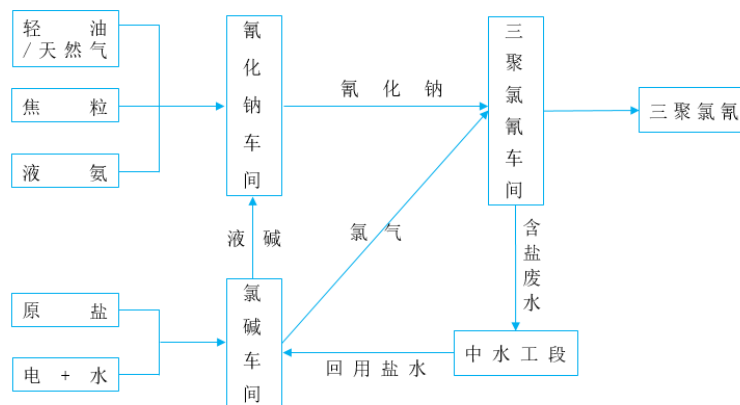 轻油
/天然气
焦粒
液氨
氰化钠车间
氰化钠
三聚氯氰车间
三聚氯氰
液碱
氯气
含盐废水
原盐
电+水
氯碱车间
回用盐水
中水工段